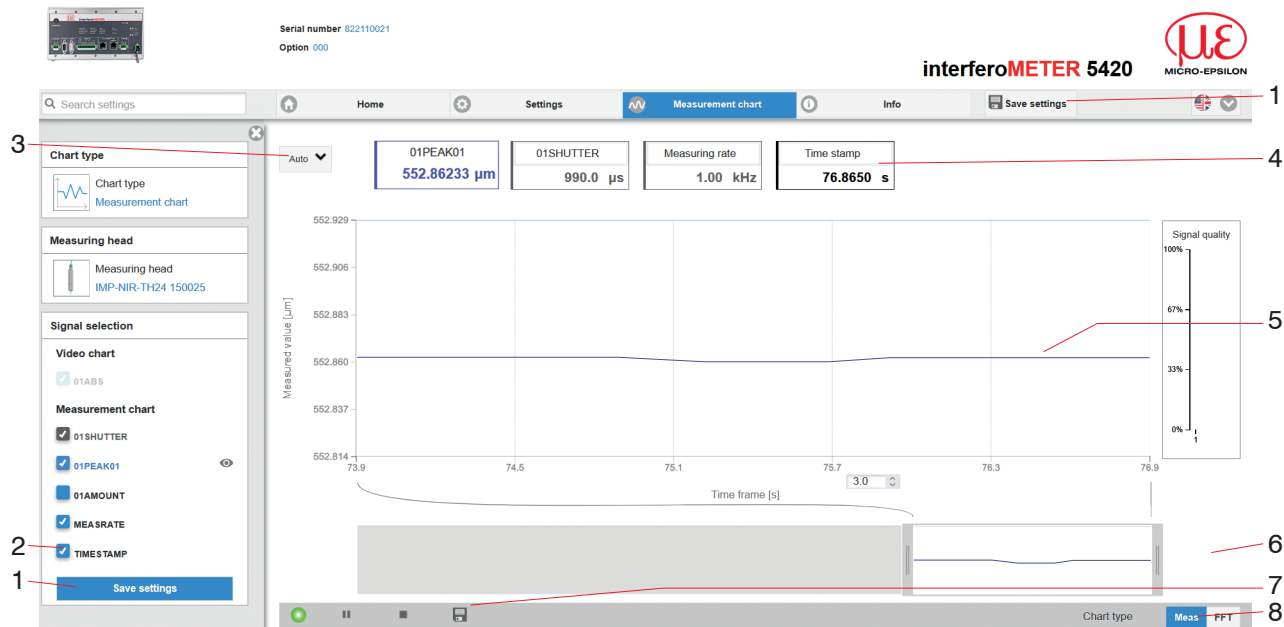 Serial number 822110021
Option 000
interferoMETER 5420
με
MICRO-EPSILON
Search settings
Home
Settings
Measurement chart
Info
Save settings
1
3
Chart type
Chart type
Measurement chart
Measuring head
Measuring head
IMP-NIR-TH24 150025
Signal selection
Video chart
01ABS
Measurement chart
01SHUTTER
01PEAK01
01AMOUNT
MEASRATE
2
TIMESTAMP
1
Save settings
Auto
01PEAK01
552.86233 µm
01SHUTTER
990.0 µs
Measuring rate
1.00 kHz
Time stamp
76.8650 s
4
Measured value [µm]
552.929
552.906
552.883
552.860
552.837
552.814
73.9
74.5
75.1
75.7
76.3
76.9
Time frame [s]
3.0
Signal quality
100%
67%
33%
0%
1
5
6
7
Chart type
Meas
FFT
8